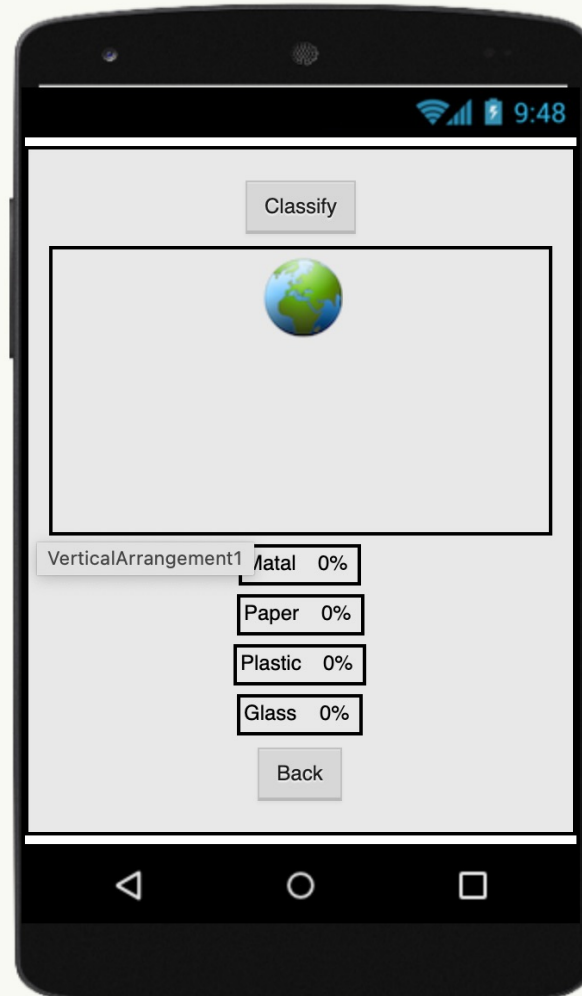 9:48
Classify
VerticalArrangement1
Matal 0%
Paper 0%
Plastic 0%
Glass 0%
Back